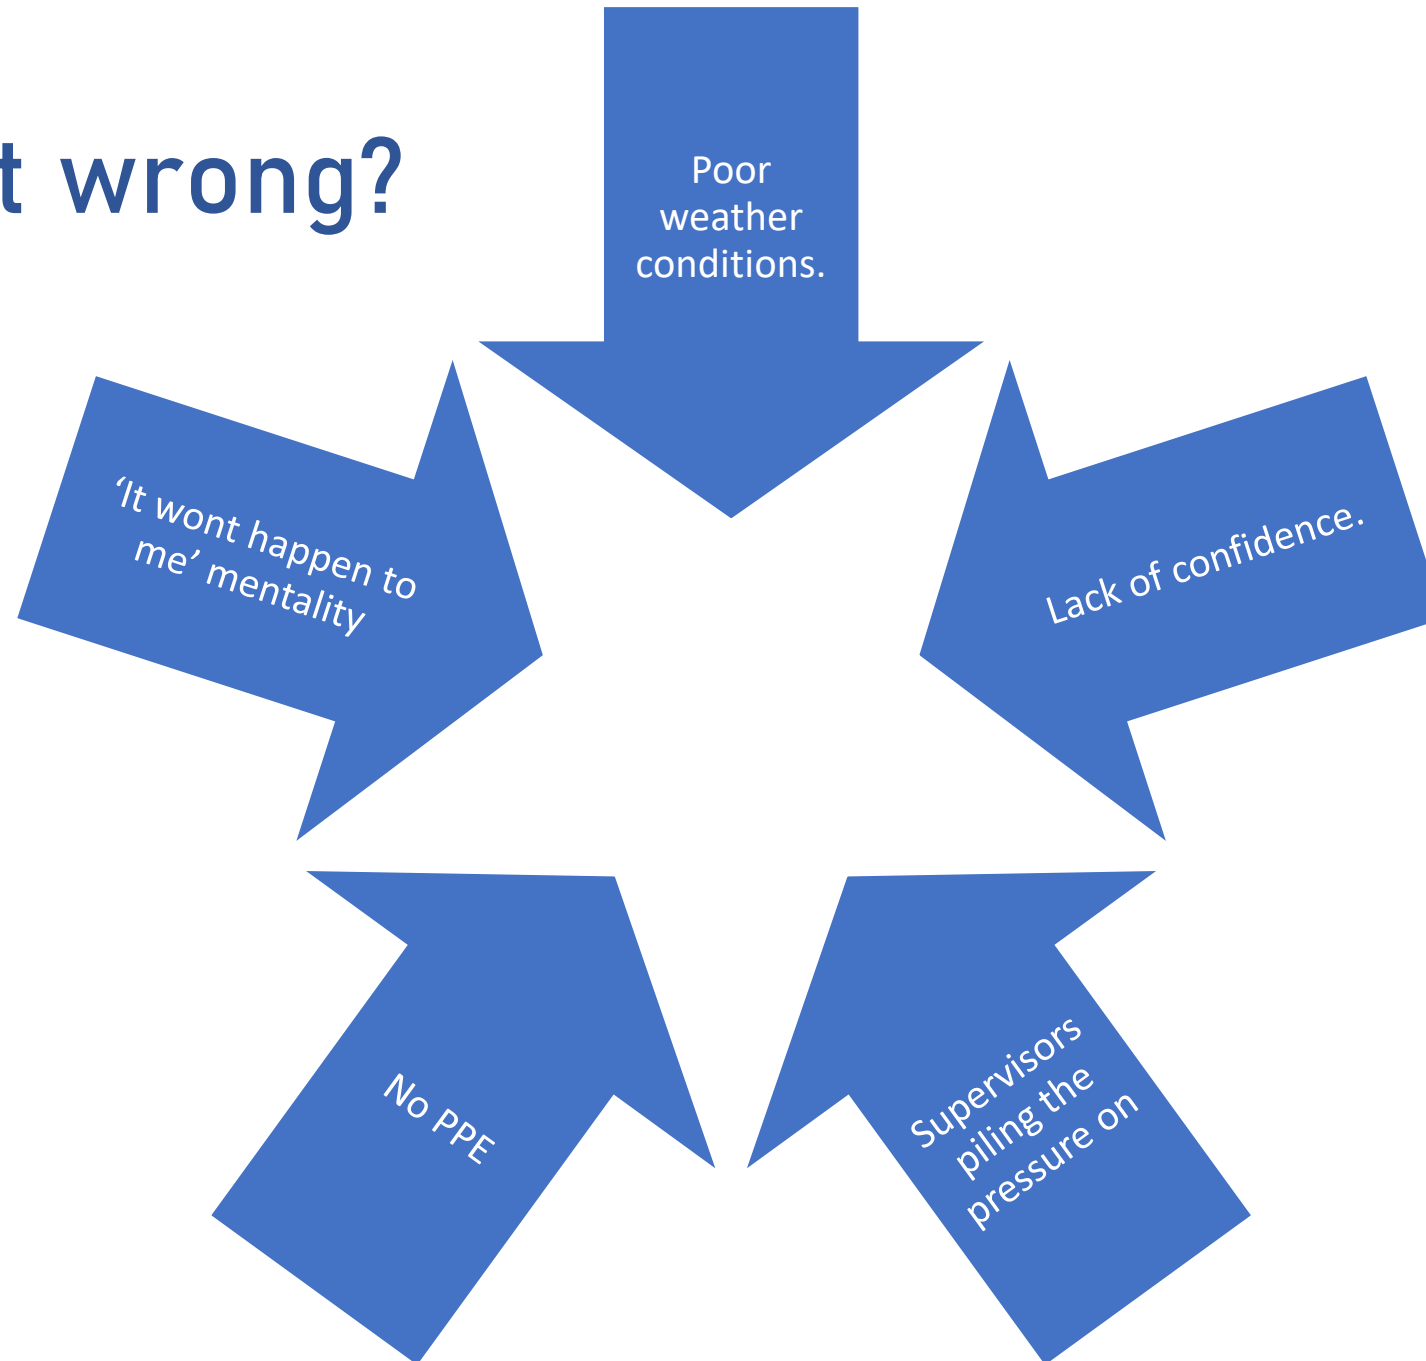 t wrong?
Poor
weather
conditions.
‘It wont happen to
me’ mentality
Lack of confidence.
No PPE
Supervisors
piling the
pressure on